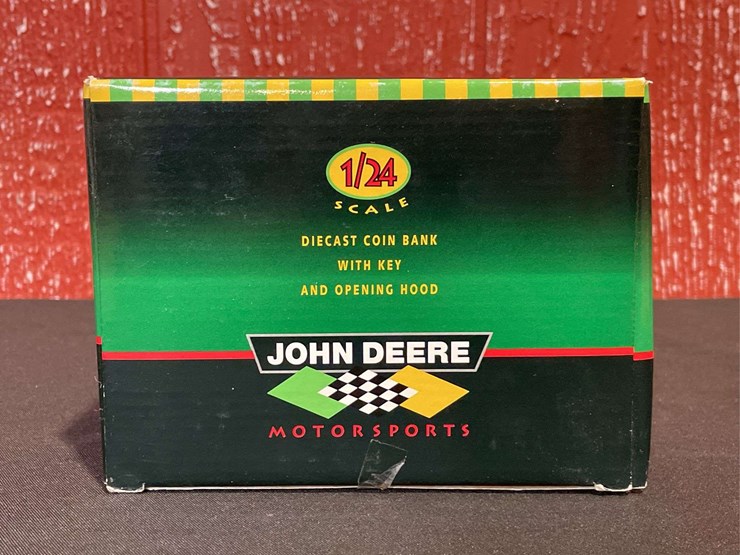 1/24
SCALE
DIECAST COIN BANK
WITH KEY
AND OPENING HOOD
JOHN DEERE
MOTORSPORTS